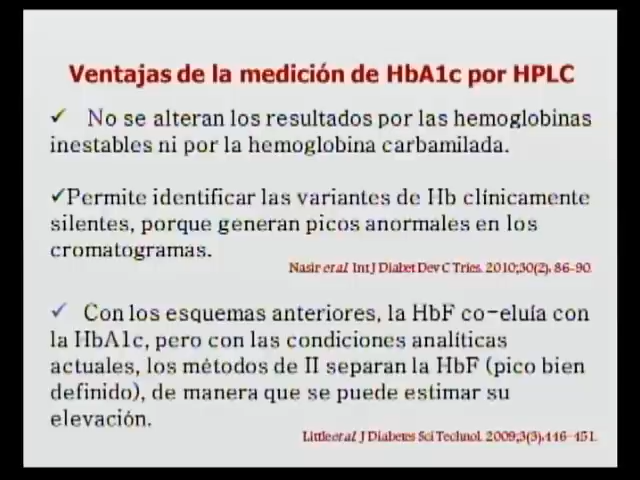 Ventajas de la medición de HbA1c por HPLC
✓ No se alteran los resultados por las hemoglobinas
inestables ni por la hemoglobina carbamilada.
✓Permite identificar las variantes de Hb clínicamente
silentes, porque generan picos anormales en los
cromatogramas.
Nasir et al. Int J Diabet Dev C Tries. 2010;30(2), 86-90.
✓ Con los esquemas anteriores, la HbF co-eluía con
la HbA1c, pero con las condiciones analíticas
actuales, los métodos de II separan la HbF (pico bien
definido), de manera que se puede estimar su
elevación.
Little et al. J Diabetes Sci Technol. 2009;3(3),446-451.